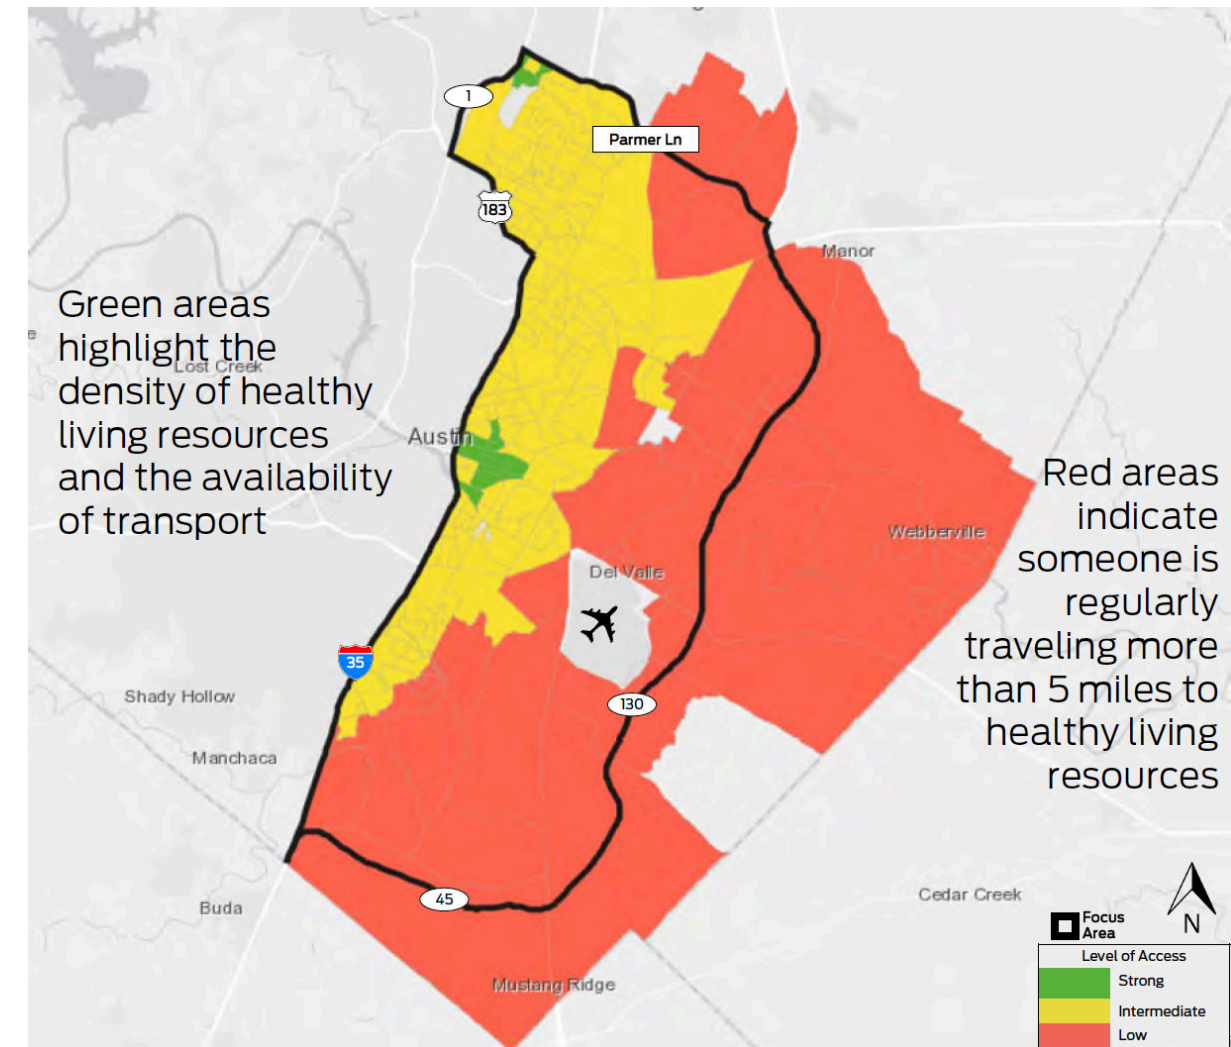 1
Parmer Ln
183
Manor
Green areas
highlight the
density of healthy
living resources
and the availability
of transport
Lost Creek
Austin
Red areas
indicate
someone is
regularly
traveling more
than 5 miles to
healthy living
resources
Webberville
Del Valle
35
Shady Hollow
130
Manchaca
45
Buda
Cedar Creek
Mustang Ridge
N
Focus
Area
Level of Access
Strong
Intermediate
Low